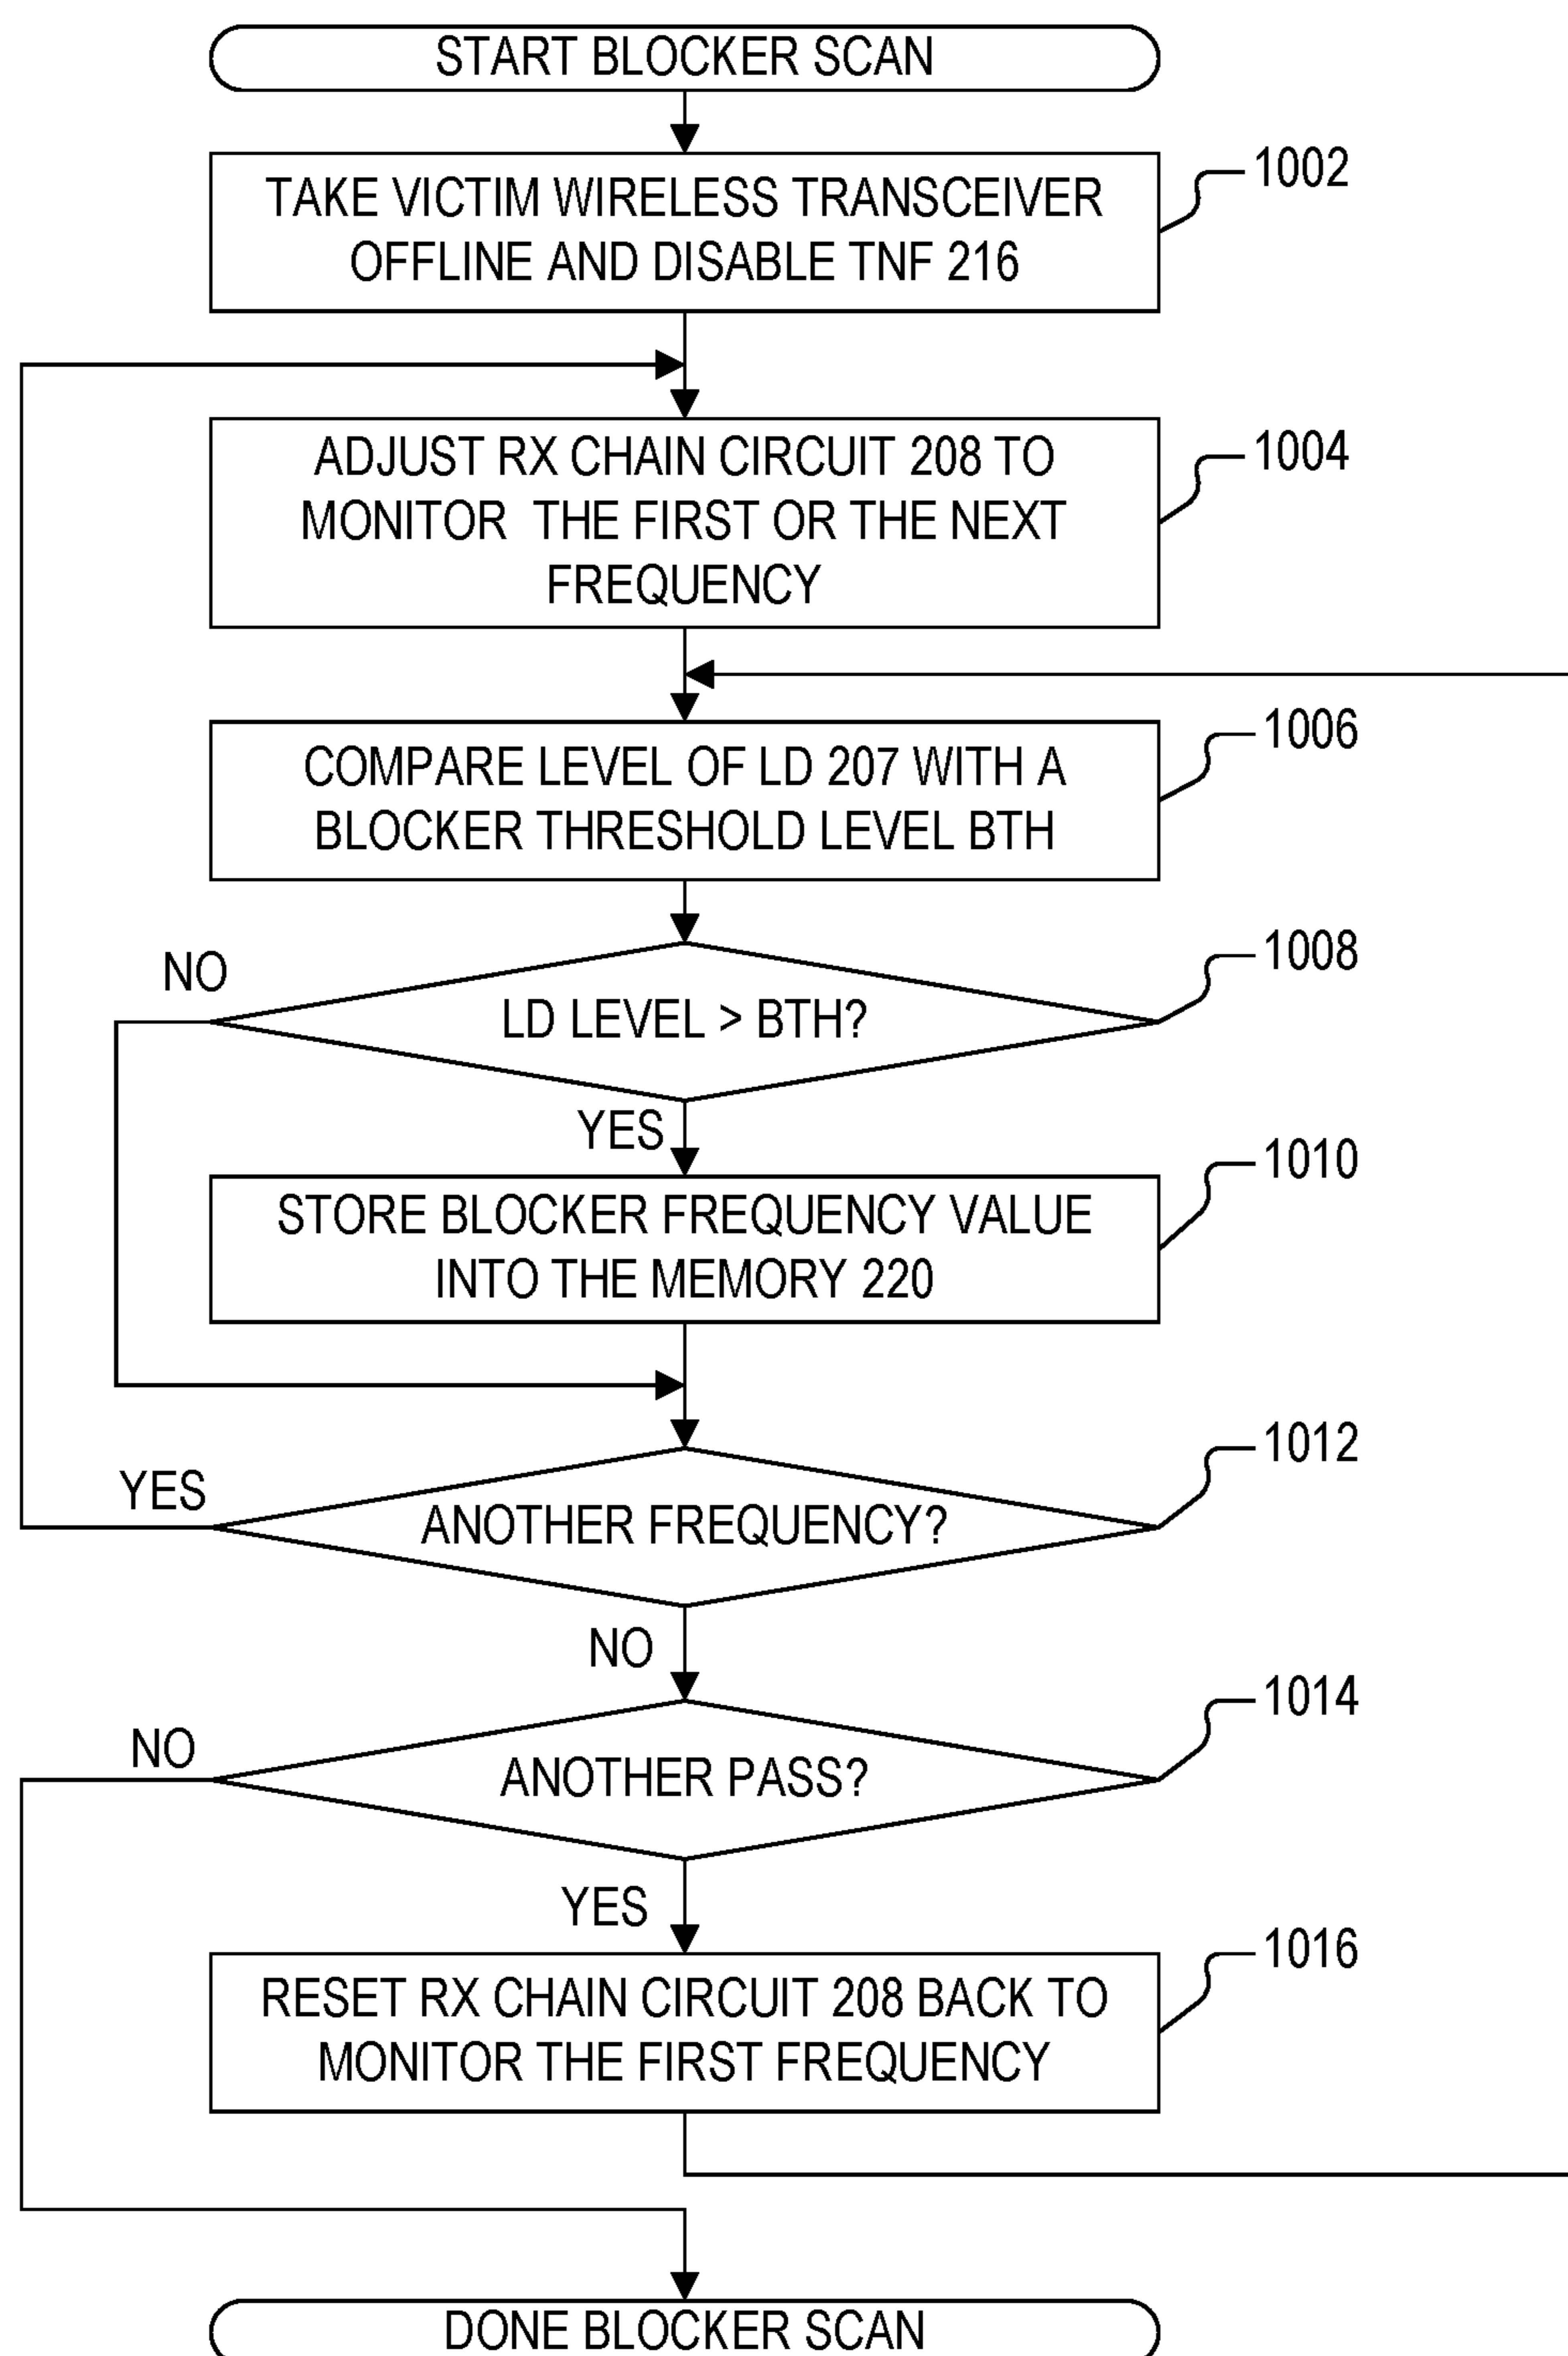 START BLOCKER SCAN
TAKE VICTIM WIRELESS TRANSCEIVER
OFFLINE AND DISABLE TNF 216
1002
ADJUST RX CHAIN CIRCUIT 208 TO
MONITOR THE FIRST OR THE NEXT
FREQUENCY
1004
COMPARE LEVEL OF LD 207 WITH A
BLOCKER THRESHOLD LEVEL BTH
1006
NO
LD LEVEL > BTH?
1008
YES
STORE BLOCKER FREQUENCY VALUE
INTO THE MEMORY 220
1010
YES
ANOTHER FREQUENCY?
1012
NO
NO
ANOTHER PASS?
1014
YES
RESET RX CHAIN CIRCUIT 208 BACK TO
MONITOR THE FIRST FREQUENCY
1016
DONE BLOCKER SCAN